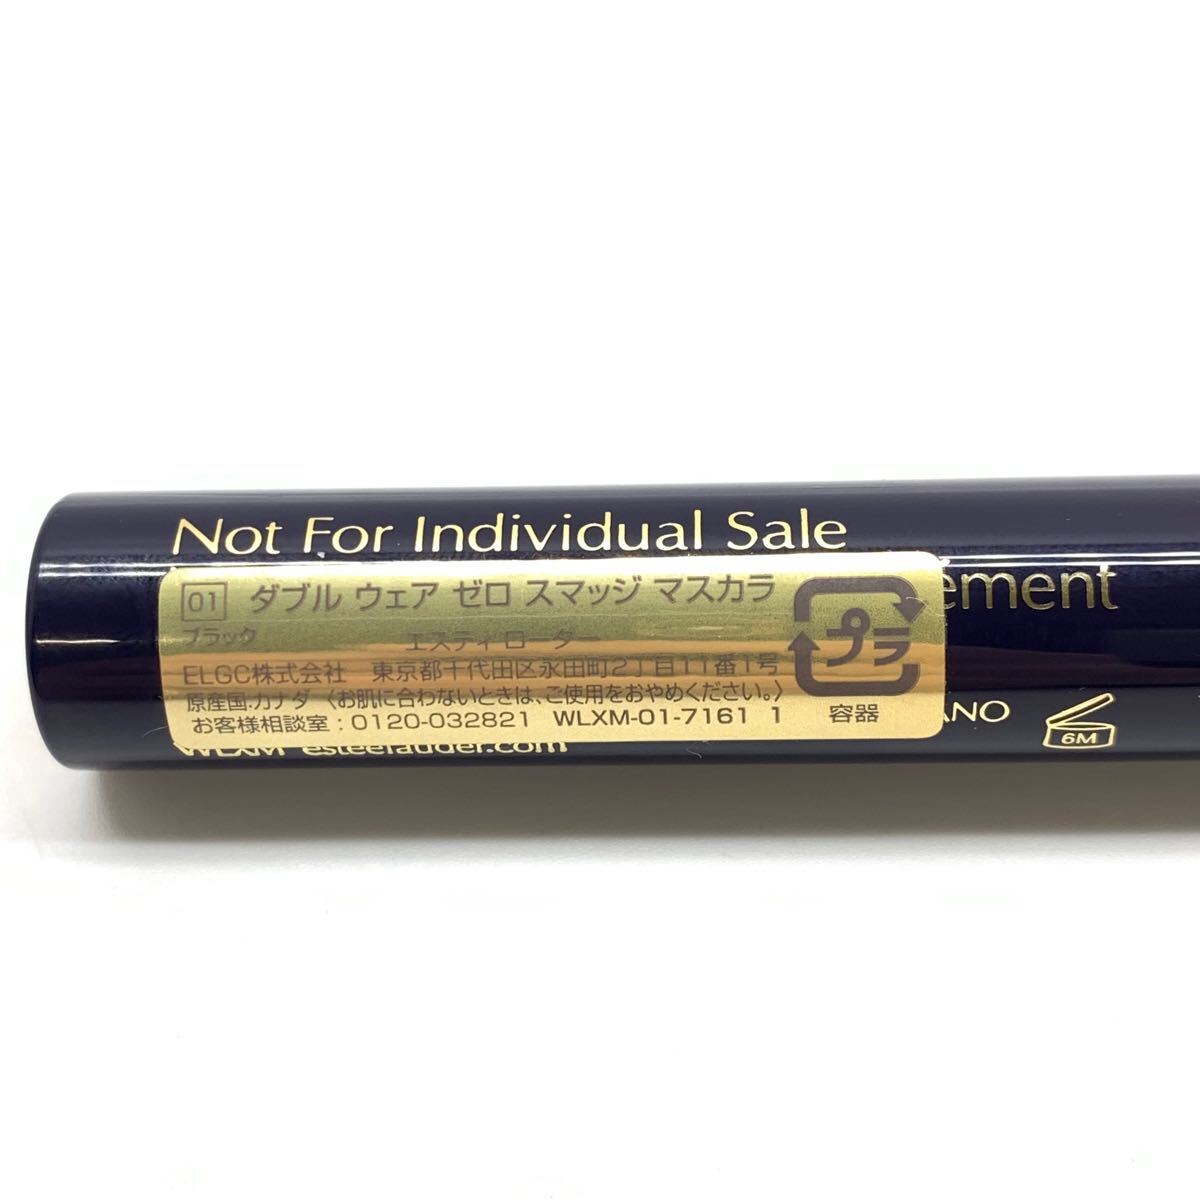 Not For Individual Sale
ement
01 ダブル ウェア ゼロ スマッジ マスカラ
ブラック エスティ ローダー
ELGC株式会社 東京都千代田区永田町2丁目11番1号
原産国:カナダ〈お肌に合わないときは、ご使用をおやめください。〉
お客様相談室：0120-032821 WLXM-01-7161 1
プラ
容器
ANO
6M
WLXM esteelauder.com